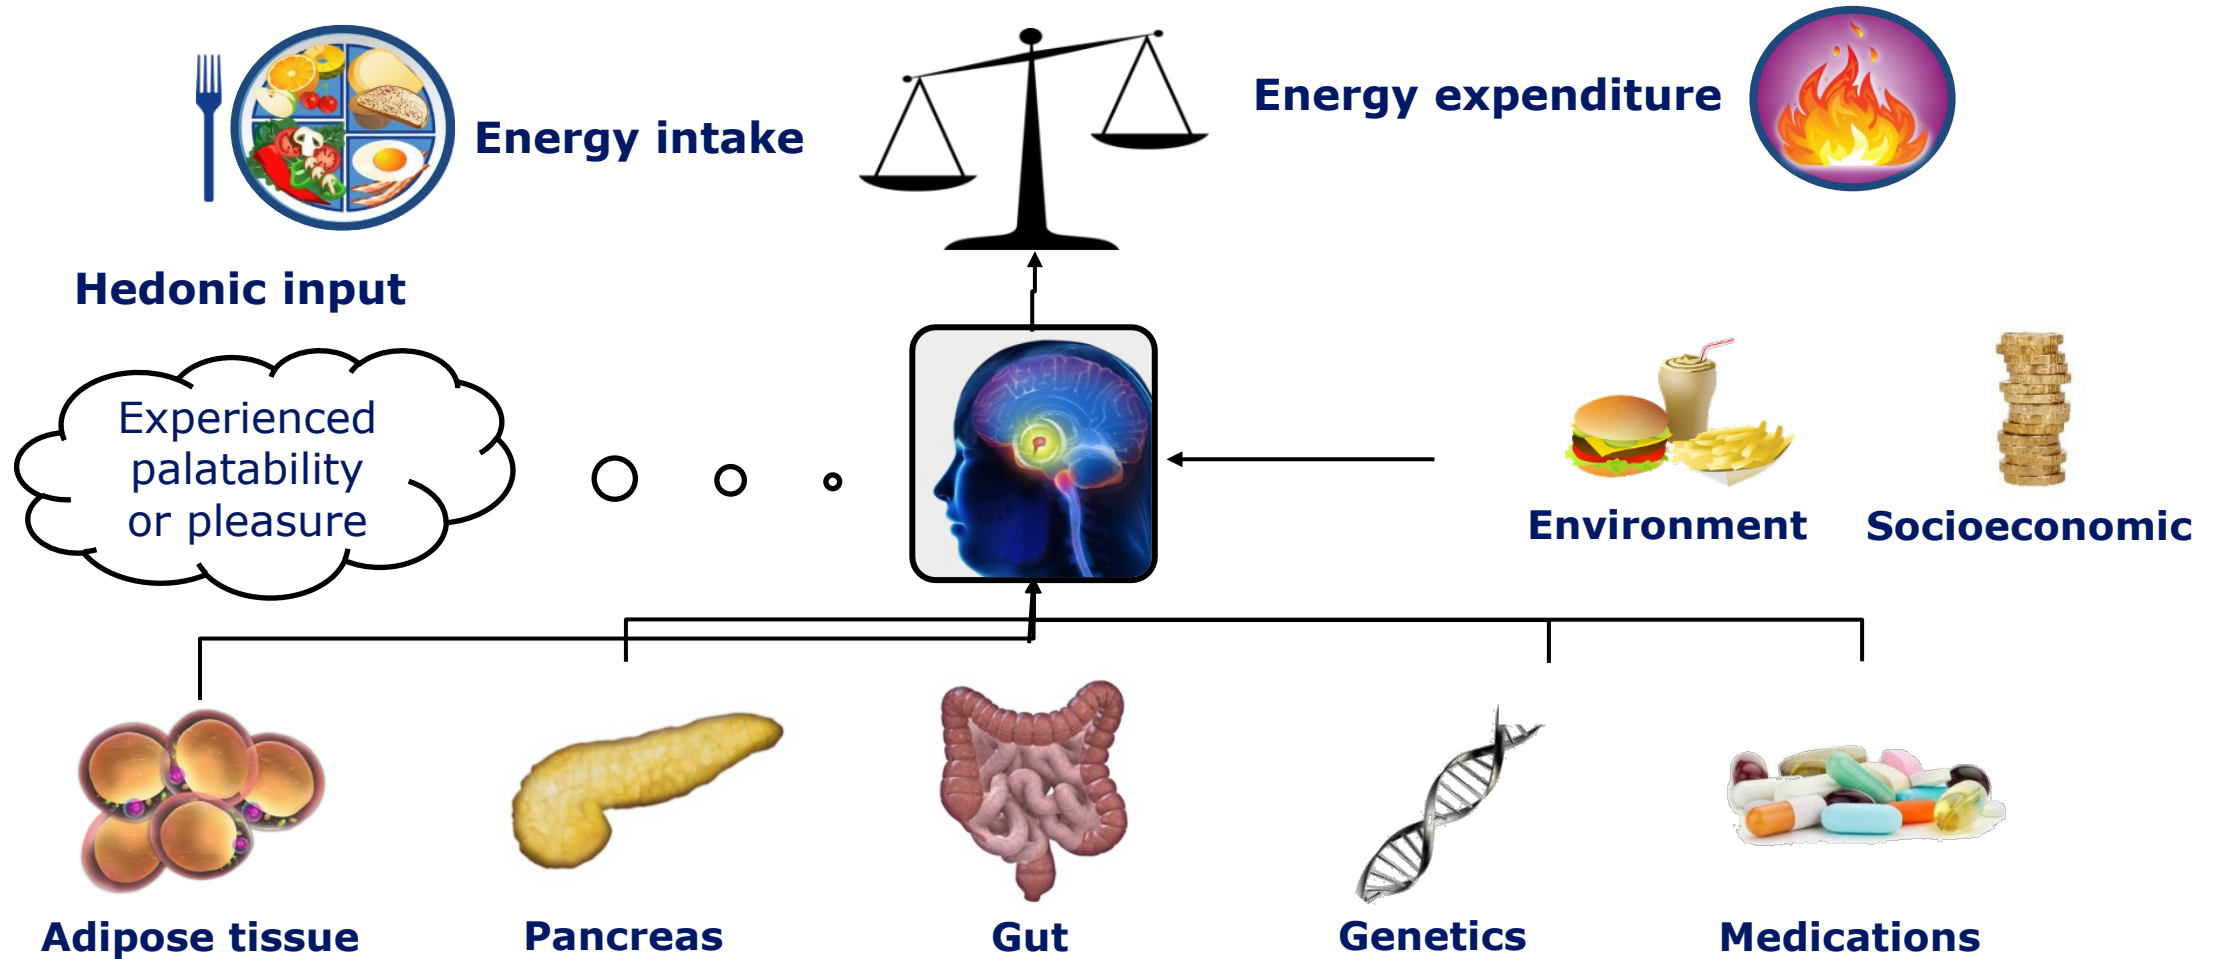 Energy intake
Energy expenditure
Hedonic input
Experienced
palatability
or pleasure
Environment
Socioeconomic
Adipose tissue
Pancreas
Gut
Genetics
Medications